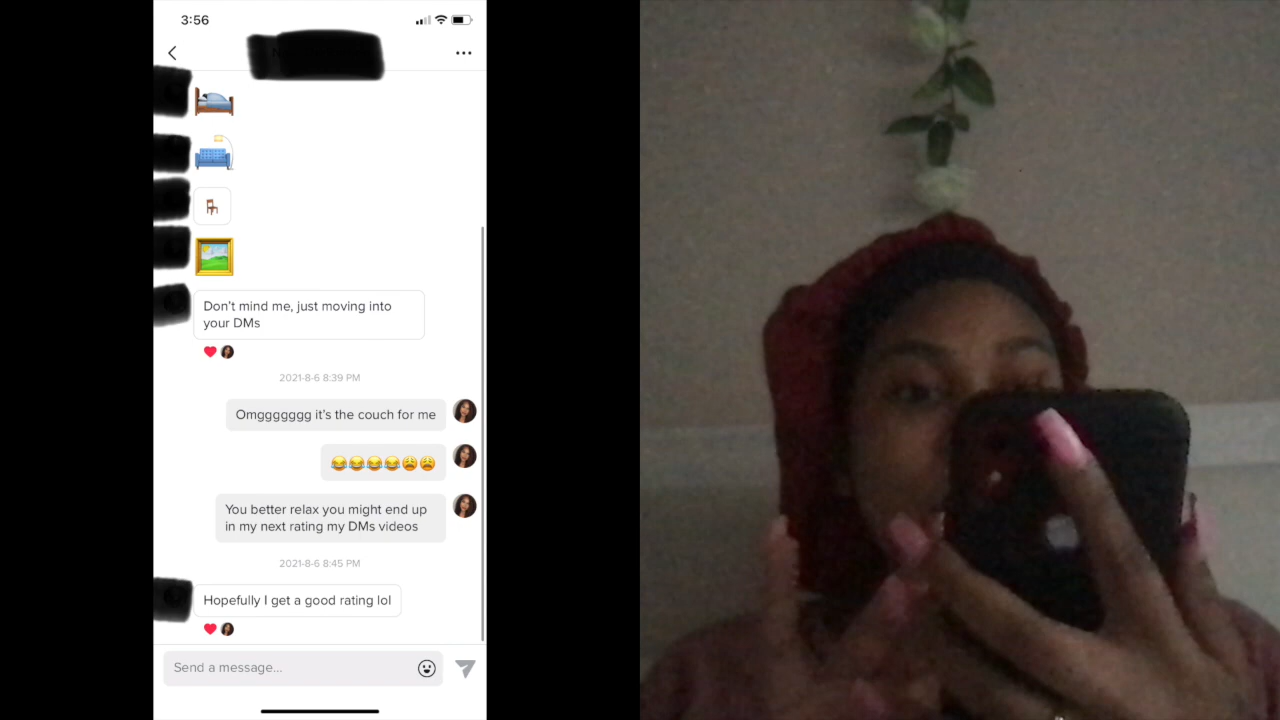 3:56
Don't mind me, just moving into
your DMs
2021-8-6 8:39 PM
Omggggggg it's the couch for me
😂😂😂😂😩😩
You better relax you might end up
in my next rating my DMs videos
2021-8-6 8:45 PM
Hopefully I get a good rating lol
Send a message...